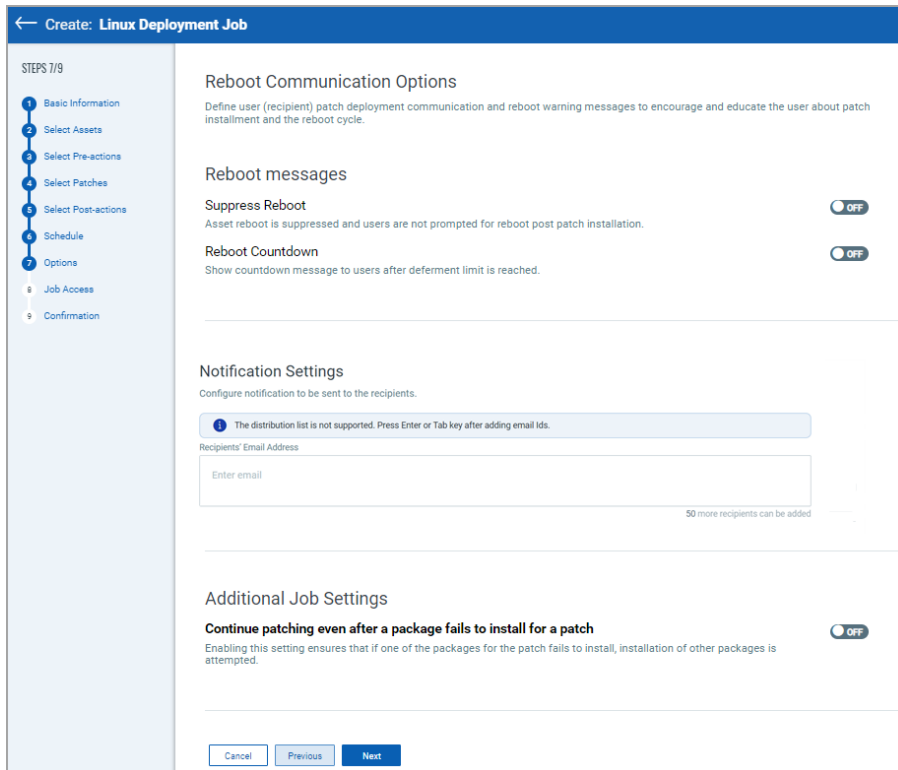 Create: Linux Deployment Job
STEPS 7/9
1 Basic Information
2 Select Assets
3 Select Pre-actions
4 Select Patches
5 Select Post-actions
6 Schedule
7 Options
8 Job Access
9 Confirmation
Reboot Communication Options
Define user (recipient) patch deployment communication and reboot warning messages to encourage and educate the user about patch
installment and the reboot cycle.
Reboot messages
Suppress Reboot
OFF
Asset reboot is suppressed and users are not prompted for reboot post patch installation.
Reboot Countdown
OFF
Show countdown message to users after deferment limit is reached.
Notification Settings
Configure notification to be sent to the recipients.
i The distribution list is not supported. Press Enter or Tab key after adding email Ids.
Recipients' Email Address
Enter email
50 more recipients can be added
Additional Job Settings
Continue patching even after a package fails to install for a patch
OFF
Enabling this setting ensures that if one of the packages for the patch fails to install, installation of other packages is
attempted.
Cancel Previous Next